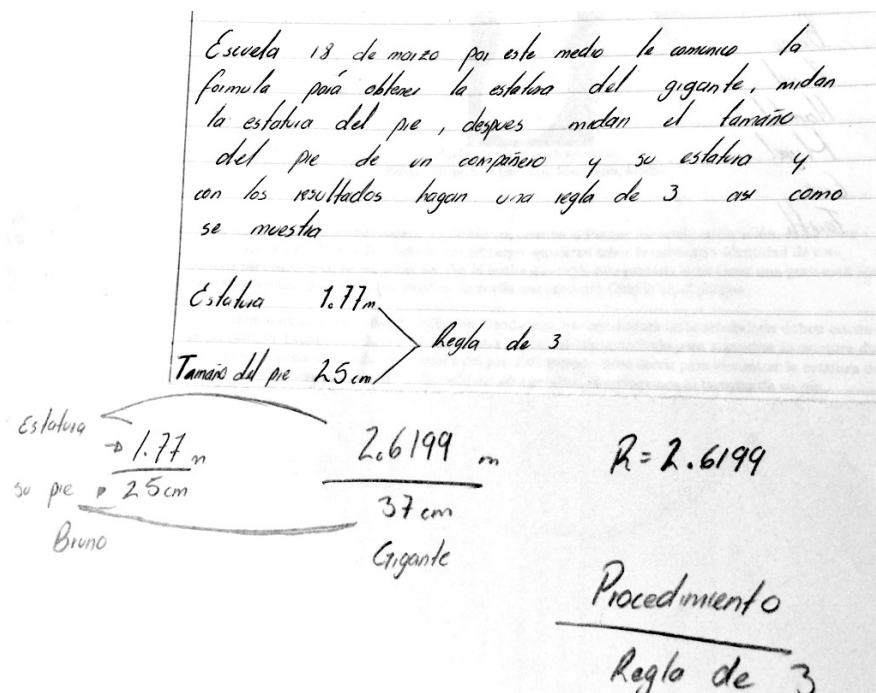 Escuela 18 de marzo por este medio le comunico la
formula para obtener la estatura del gigante, midan
la estatura del pie, despues midan el tamaño
del pie de un compañero y su estatura y
con los resultados hagan una regla de 3 asi como
se muestra
Estatura 1.77m
Regla de 3
Tamaño del pie 25cm
Estatura
1.77m
su pie 25cm
Bruno
2.6199 m
37 cm
Gigante
R=2.6199
Procedimiento
Regla de 3